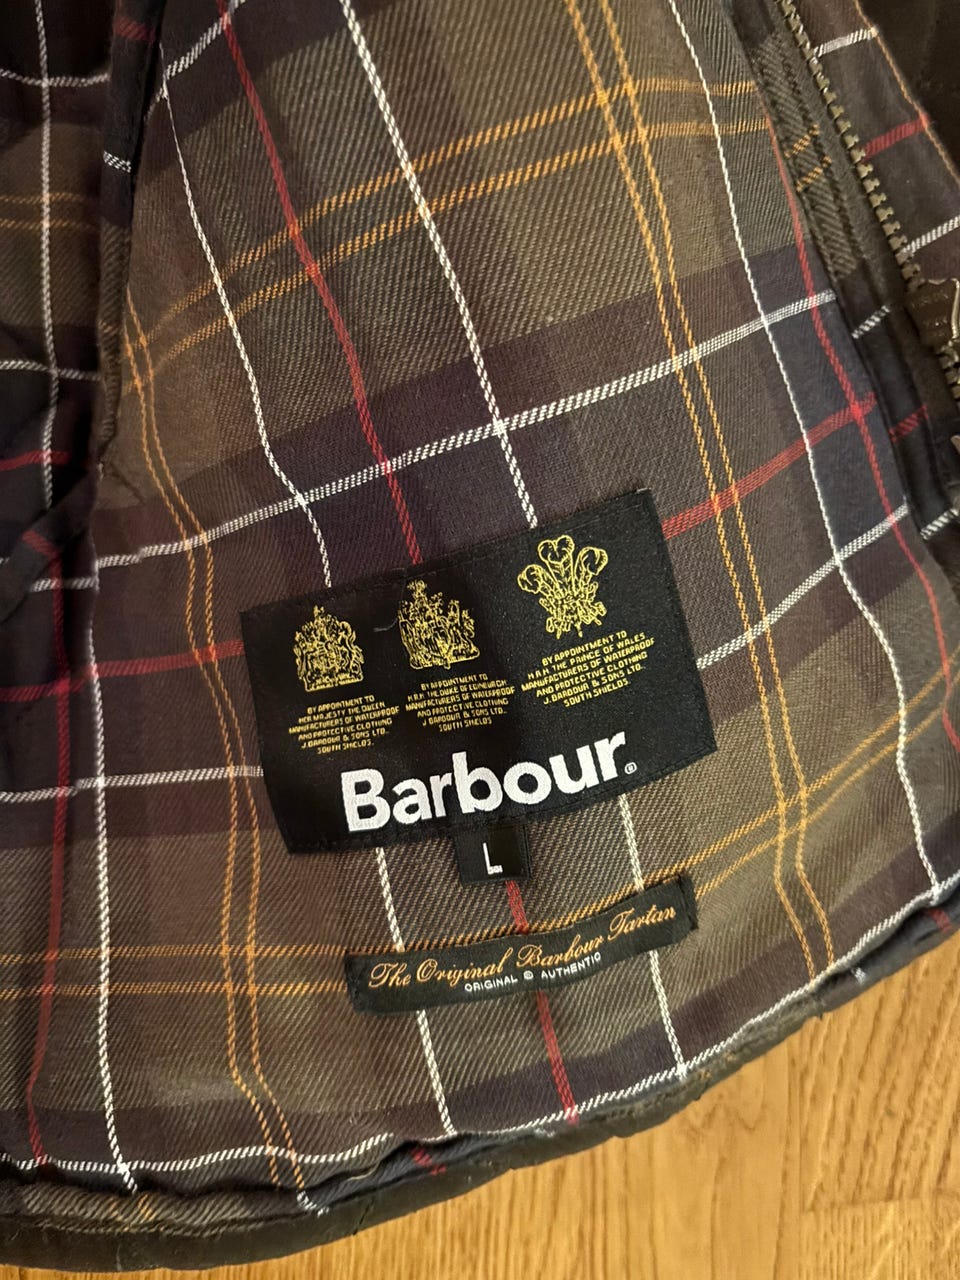 BY APPOINTMENT TO
HER MAJESTY THE QUEEN
MANUFACTURERS OF WATERPROOF
AND PROTECTIVE CLOTHING
J. BARBOUR & SONS LTD.,
SOUTH SHIELDS.
BY APPOINTMENT TO
H.R.H. THE DUKE OF EDINBURGH
MANUFACTURERS OF WATERPROOF
AND PROTECTIVE CLOTHING
J. BARBOUR & SONS LTD.,
SOUTH SHIELDS.
BY APPOINTMENT TO
H.R.H. THE PRINCE OF WALES
MANUFACTURERS OF WATERPROOF
AND PROTECTIVE CLOTHING
J. BARBOUR & SONS LTD
SOUTH SHIELDS.
Barbour®
L
The Original Barbour Tartan
ORIGINAL © AUTHENTIC